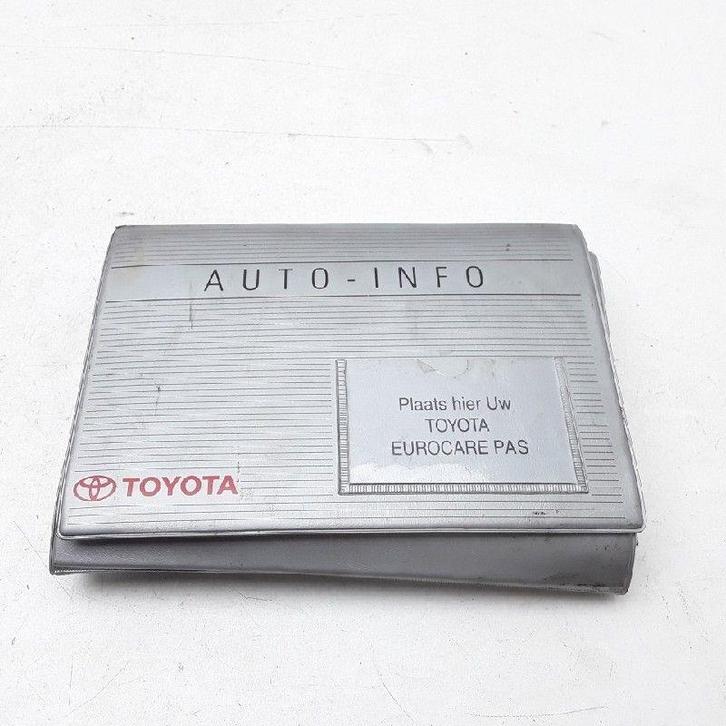 AUTO-INFO
Plaats hier Uw
TOYOTA
EUROCARE PAS
TOYOTA